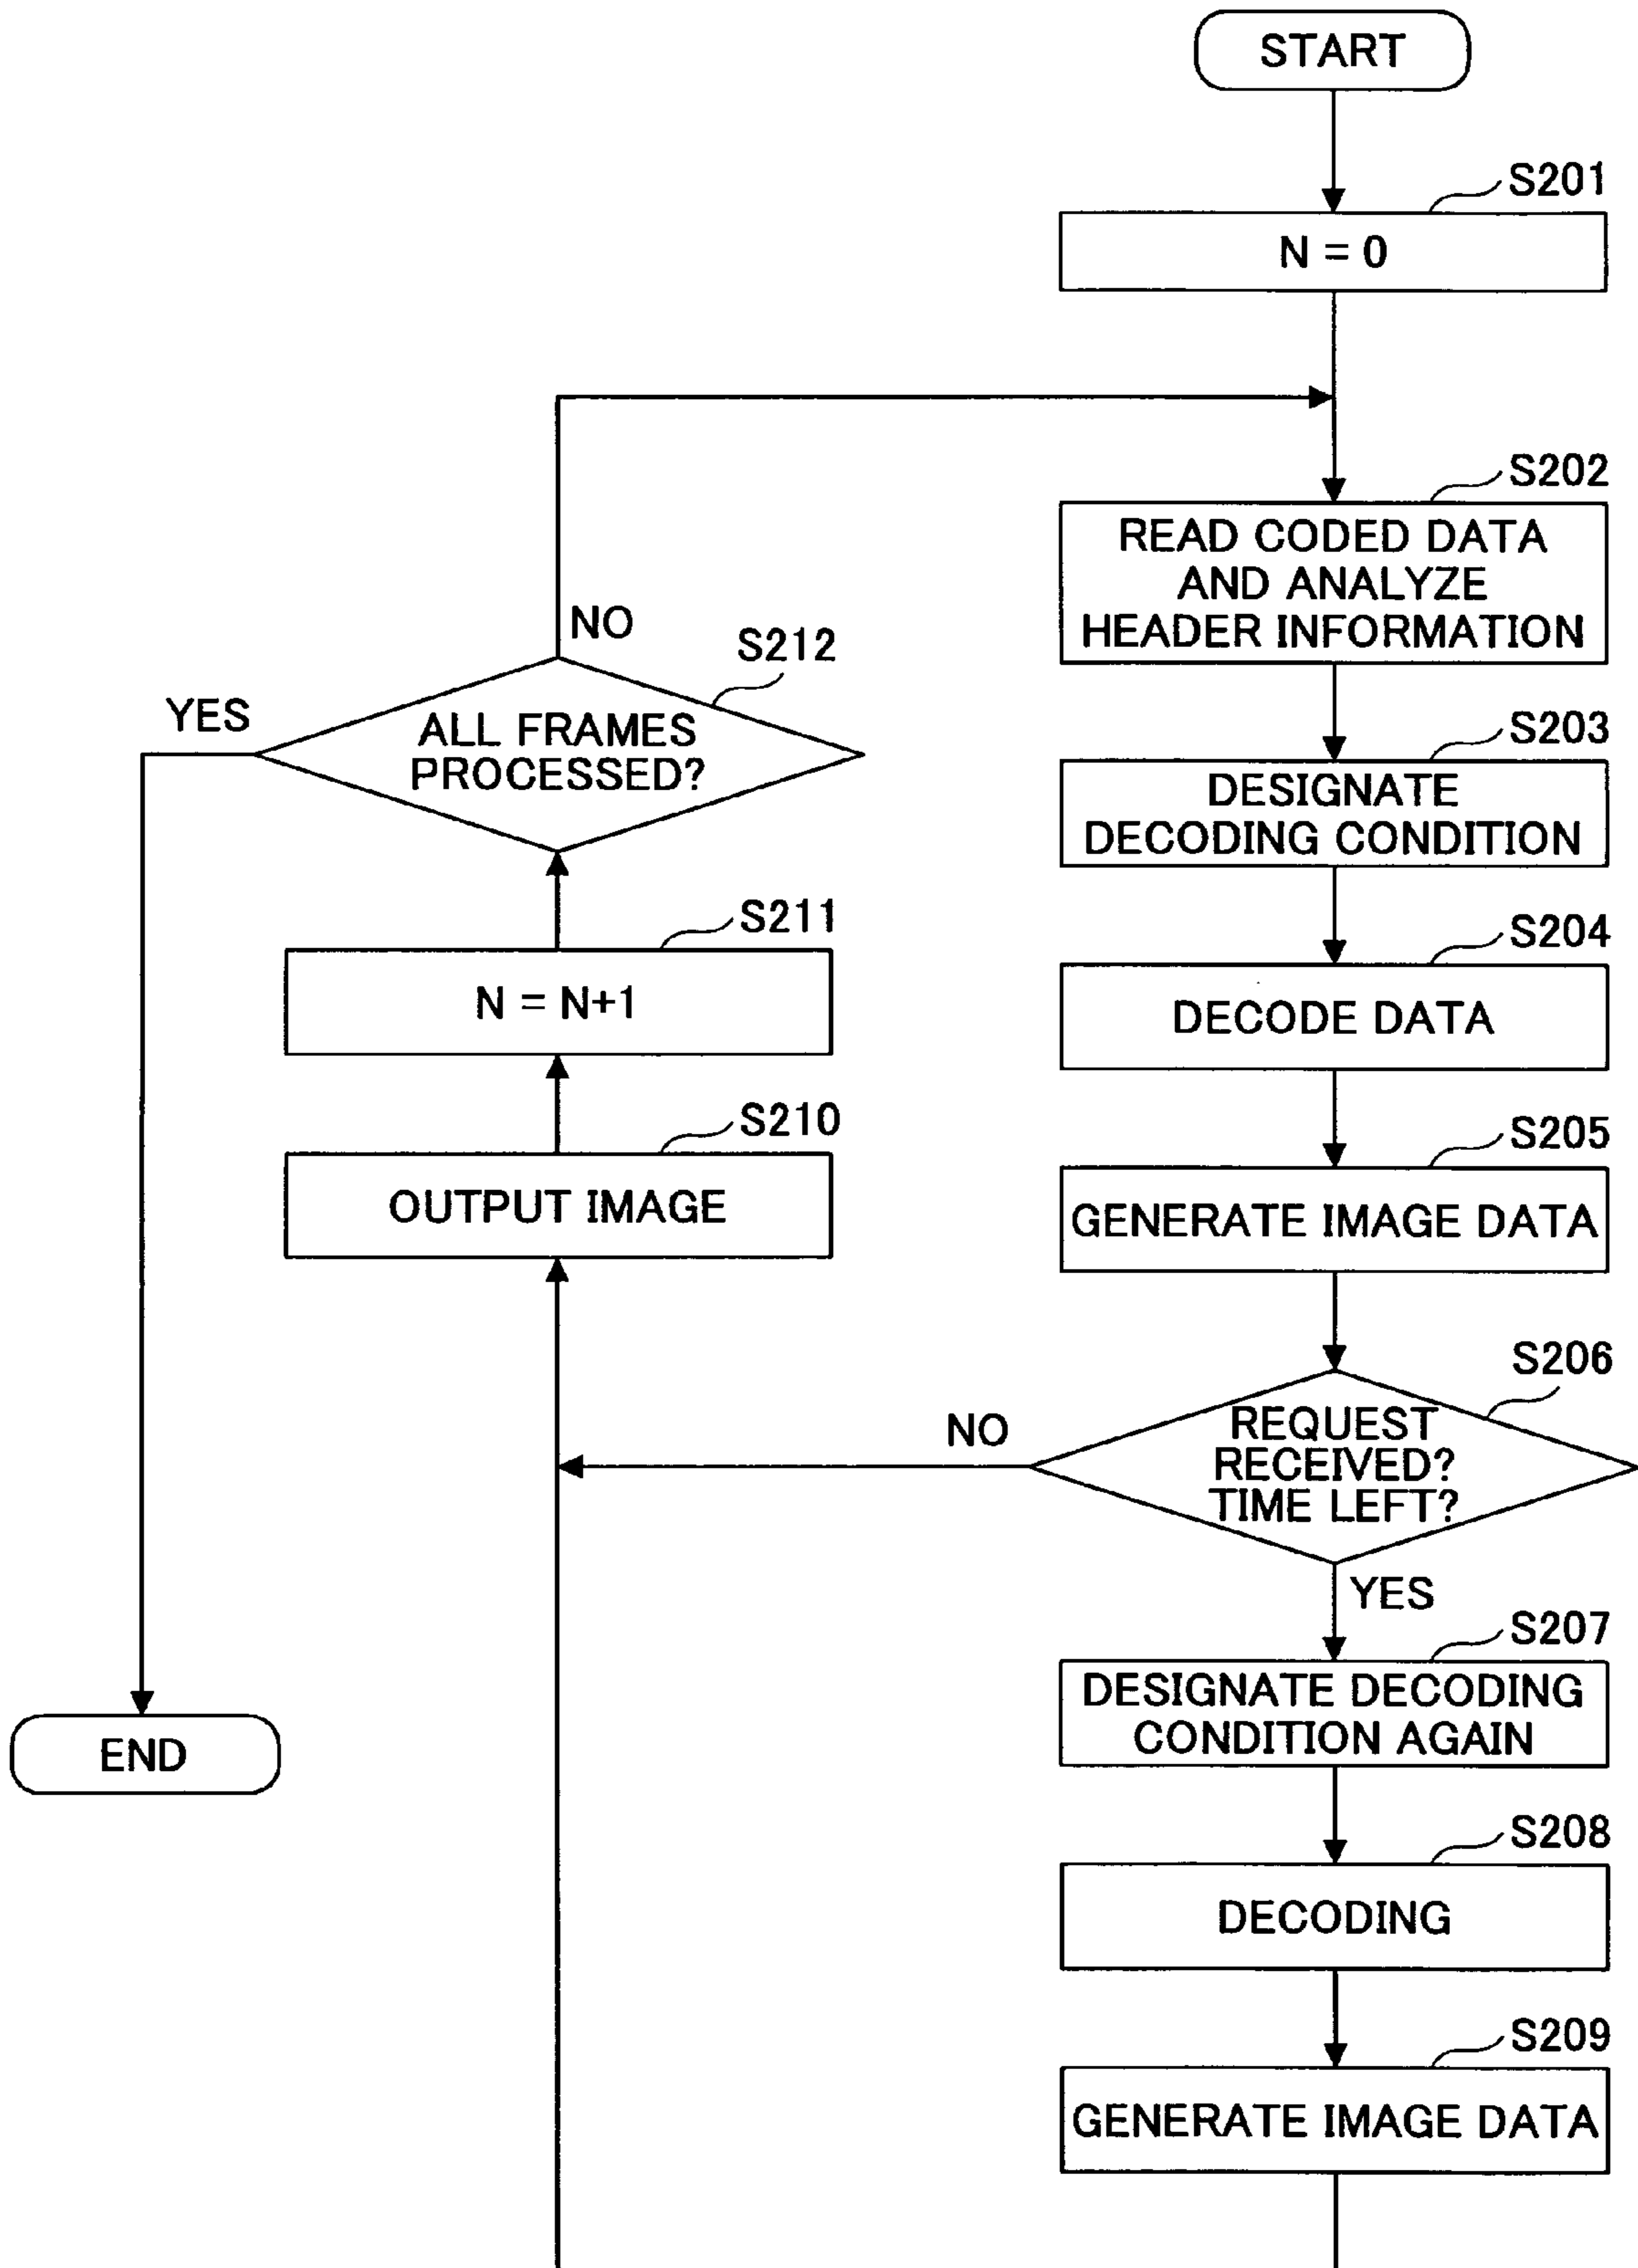 START
S201
N = 0
S202
READ CODED DATA
AND ANALYZE
HEADER INFORMATION
S203
DESIGNATE
DECODING CONDITION
S204
DECODE DATA
S205
GENERATE IMAGE DATA
S206
REQUEST
RECEIVED?
TIME LEFT?
NO
YES
S207
DESIGNATE DECODING
CONDITION AGAIN
S208
DECODING
S209
GENERATE IMAGE DATA
S210
OUTPUT IMAGE
S211
N = N+1
S212
ALL FRAMES
PROCESSED?
NO
YES
END